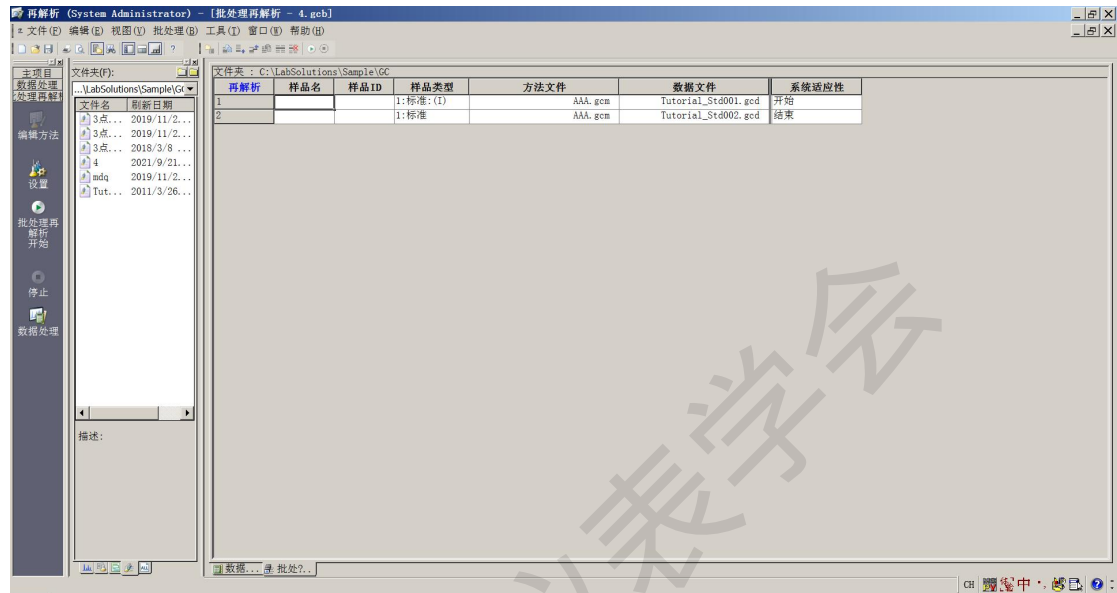 再解析 (System Administrator) - [批处理再解析 - 4.gcb]
文件(F) 编辑(E) 视图(V) 批处理(B) 工具(T) 窗口(W) 帮助(H)
主项目
数据处理
编辑方法
设置
批处理再
解析
开始
停止
数据处理
文件夹(F):
...\LabSolutions\Sample\G
文件名 刷新日期
3点... 2019/11/2...
3点... 2019/11/2...
3点... 2018/3/8 ...
4 2021/9/21...
mdq 2019/11/2...
Tut... 2011/3/26...
描述:
文件夹 : C:\LabSolutions\Sample\GC
再解析 样品名 样品ID 样品类型 方法文件 数据文件 系统适应性
1 1:标准:(I) AAA.gcm Tutorial_Std001.gcd 开始
2 1:标准 AAA.gcm Tutorial_Std002.gcd 结束
数据... 批处?..
CH 中
仪表学会